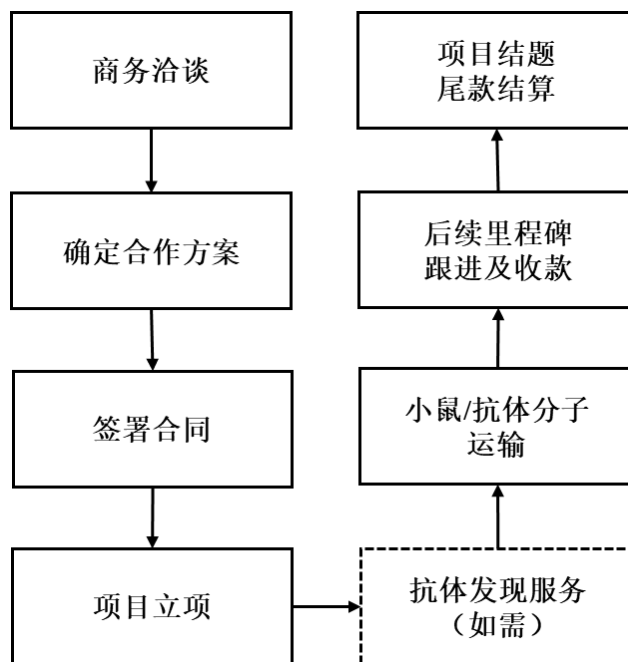 商务洽谈
确定合作方案
签署合同
项目立项
抗体发现服务
（如需）
小鼠/抗体分子
运输
后续里程碑
跟进及收款
项目结题
尾款结算